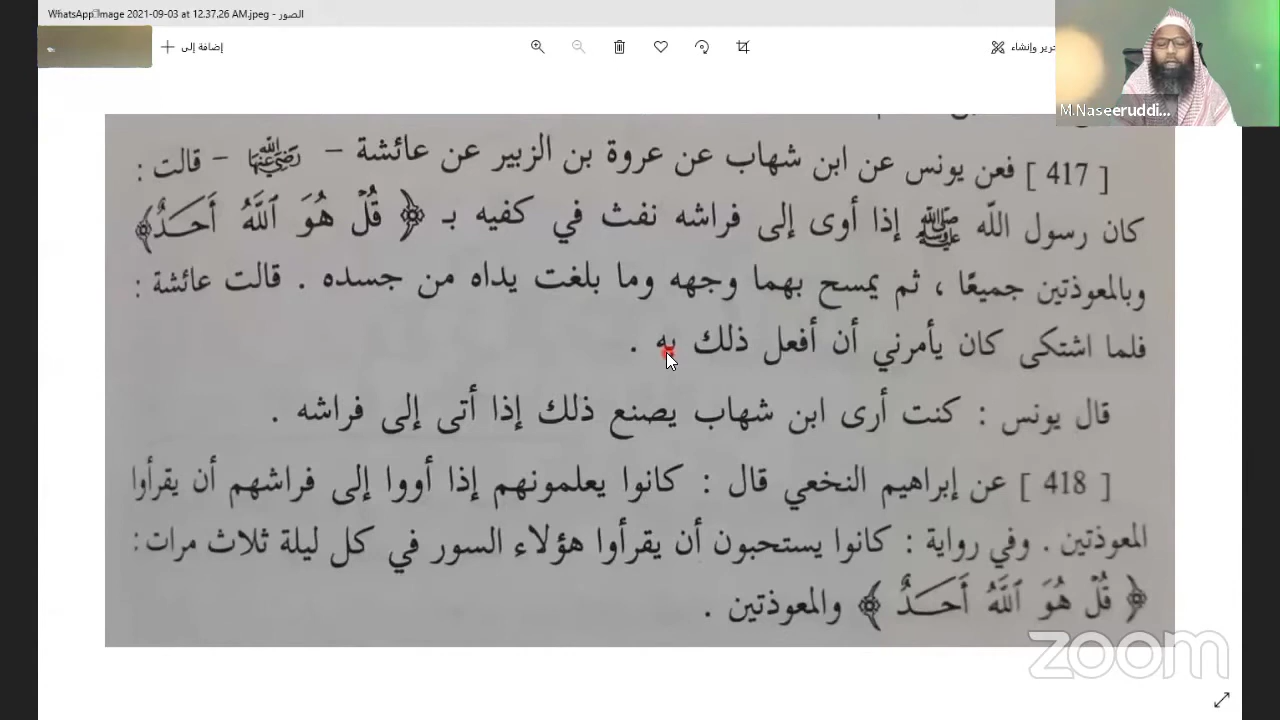 WhatsApp Image 2021-09-03 at 12.37.26 AM.jpeg - الصور
إضافة إلى
وإنشاء
M.Naseeruddi...
[ 417 ] فعن يونس عن ابن شهاب عن عروة بن الزبير عن عائشة – رضي الله عنها – قالت :
كان رسول اللّه ﷺ إذا أوى إلى فراشه نفث في كفيه بـ ﴿ قُلْ هُوَ ٱللَّهُ أَحَدٌ﴾
وبالمعوذتين جميعًا ، ثم يمسح بهما وجهه وما بلغت يداه من جسده . قالت عائشة :
فلما اشتكى كان يأمرني أن أفعل ذلك به .
قال يونس : كنت أرى ابن شهاب يصنع ذلك إذا أتى إلى فراشه .
[ 418 ] عن إبراهيم النخعي قال : كانوا يعلمونهم إذا أووا إلى فراشهم أن يقرأوا
المعوذتين . وفي رواية : كانوا يستحبون أن يقرأوا هؤلاء السور في كل ليلة ثلاث مرات :
﴿ قُلْ هُوَ ٱللَّهُ أَحَدٌ ﴾ والمعوذتين .
zoom